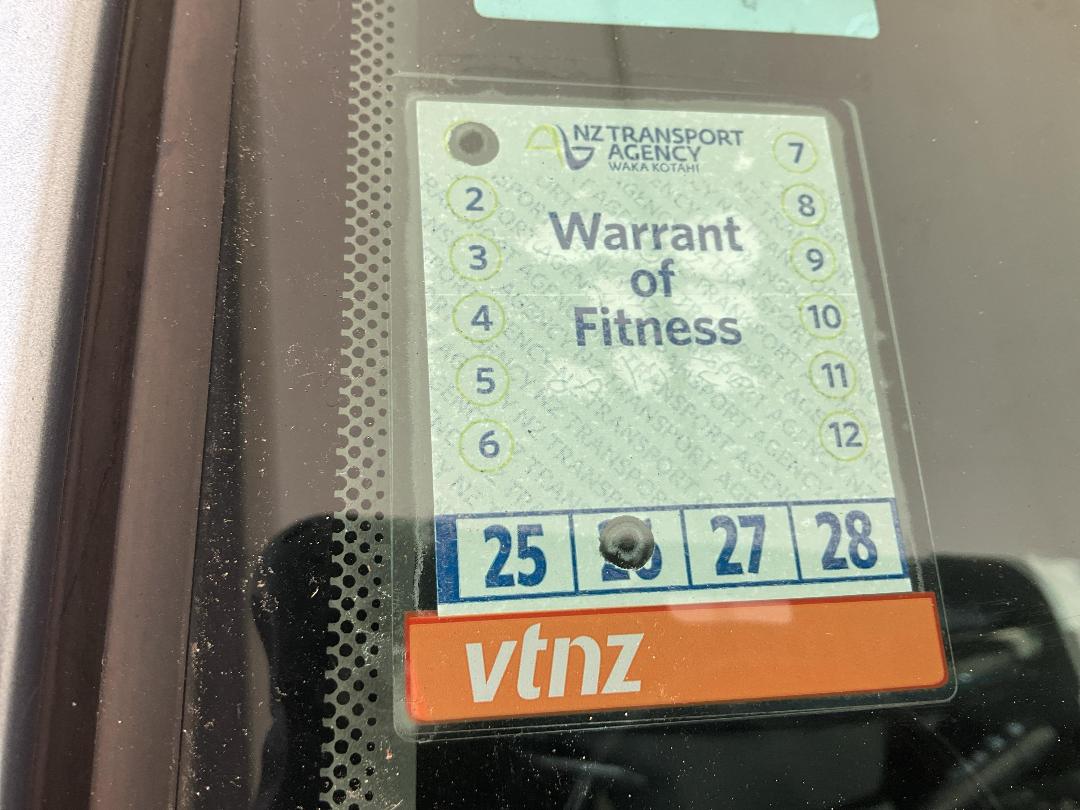 NZ TRANSPORT
AGENCY
WAKA KOTAHI
Warrant
of
Fitness
2
3
4
5
6
7
8
9
10
11
12
25 26 27 28
vtnz